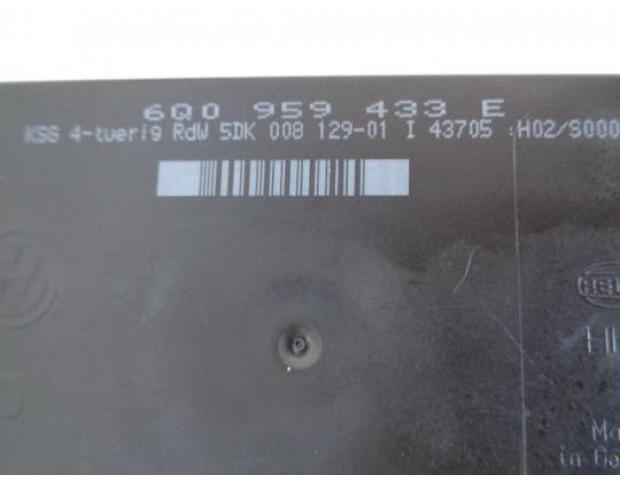 6Q0 959 433 E
KSG 4-tuerig RdW 5DK 008 129-01 I 43705 :H02/S000